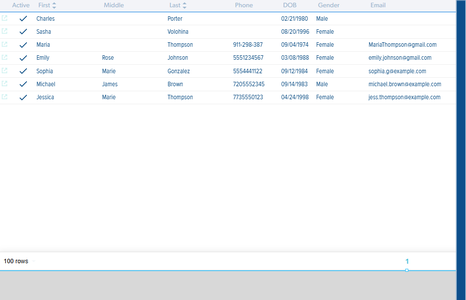 Active First Middle Last Phone DOB Gender Email
Charles Porter 02/21/1980 Male
Sasha Volohina 08/20/1996 Female
Maria Thompson 911-298-387 09/04/1974 Female MariaThompson@gmail.com
Emily Rose Johnson 5551234567 03/08/1988 Female emily.johnson@gmail.com
Sophia Marie Gonzalez 5554441122 09/12/1984 Female sophia.g@example.com
Michael James Brown 7205552345 09/14/1983 Male michael.brown@example.com
Jessica Marie Thompson 7735550123 04/24/1998 Female jess.thompson@example.com
100 rows 1